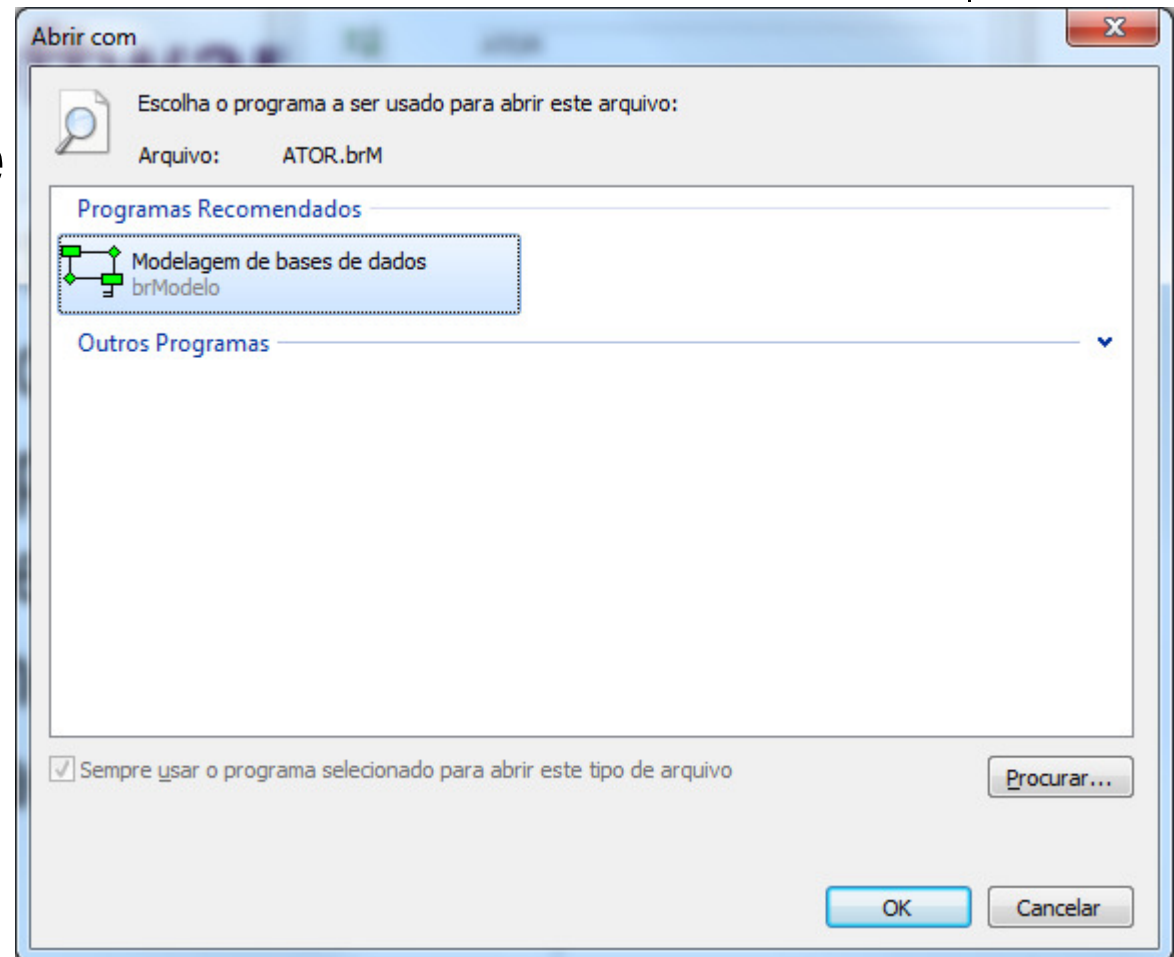 Abrir com
ATOR
Escolha o programa a ser usado para abrir este arquivo:
Arquivo: ATOR.brM
e
Programas Recomendados
Modelagem de bases de dados
brModelo
Outros Programas
Sempre usar o programa selecionado para abrir este tipo de arquivo
Procurar...
OK
Cancelar